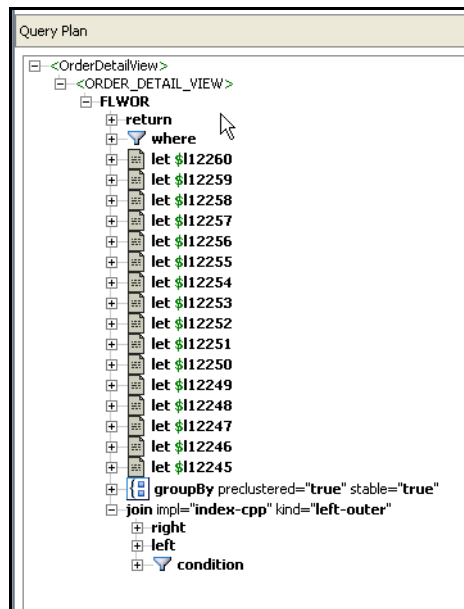 Query Plan
<OrderDetailView>
<ORDER_DETAIL_VIEW>
FLWOR
return
where
let $l12260
let $l12259
let $l12258
let $l12257
let $l12256
let $l12255
let $l12254
let $l12253
let $l12252
let $l12251
let $l12250
let $l12249
let $l12248
let $l12247
let $l12246
let $l12245
groupBy preclustered="true" stable="true"
join impl="index-cpp" kind="left-outer"
right
left
condition